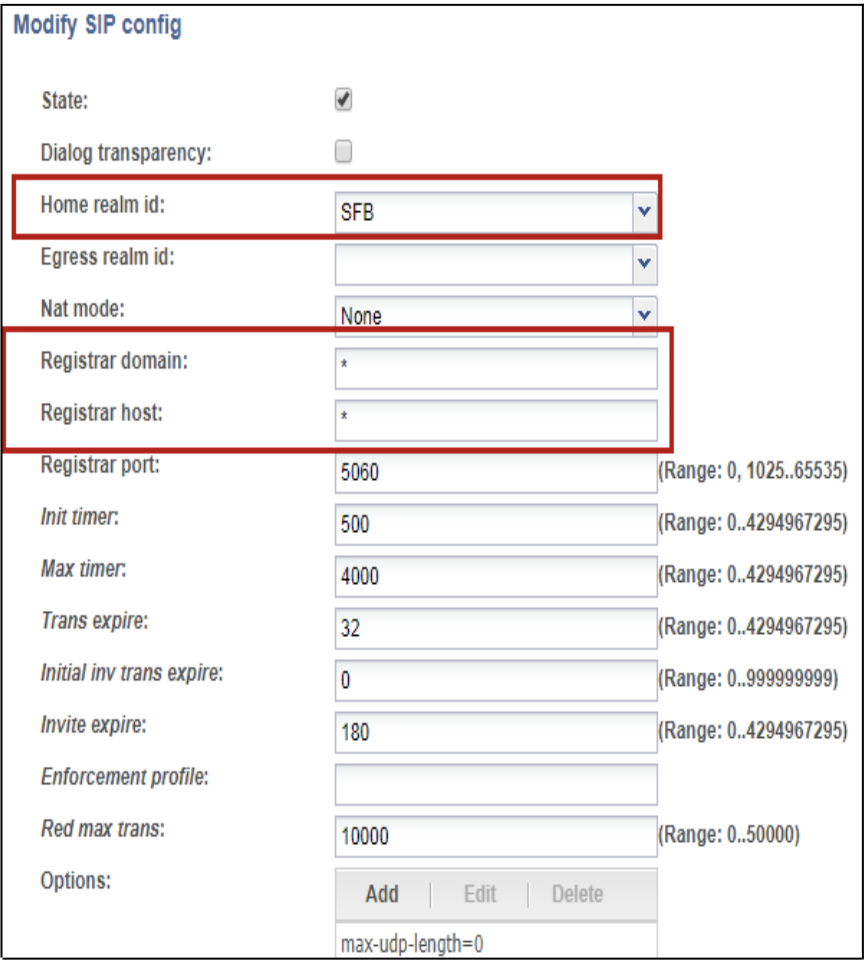 Modify SIP config
State:
Dialog transparency:
Home realm id: SFB
Egress realm id:
Nat mode: None
Registrar domain: *
Registrar host: *
Registrar port: 5060 (Range: 0, 1025..65535)
Init timer: 500 (Range: 0..4294967295)
Max timer: 4000 (Range: 0..4294967295)
Trans expire: 32 (Range: 0..4294967295)
Initial inv trans expire: 0 (Range: 0..999999999)
Invite expire: 180 (Range: 0..4294967295)
Enforcement profile:
Red max trans: 10000 (Range: 0..50000)
Options: Add Edit Delete
max-udp-length=0